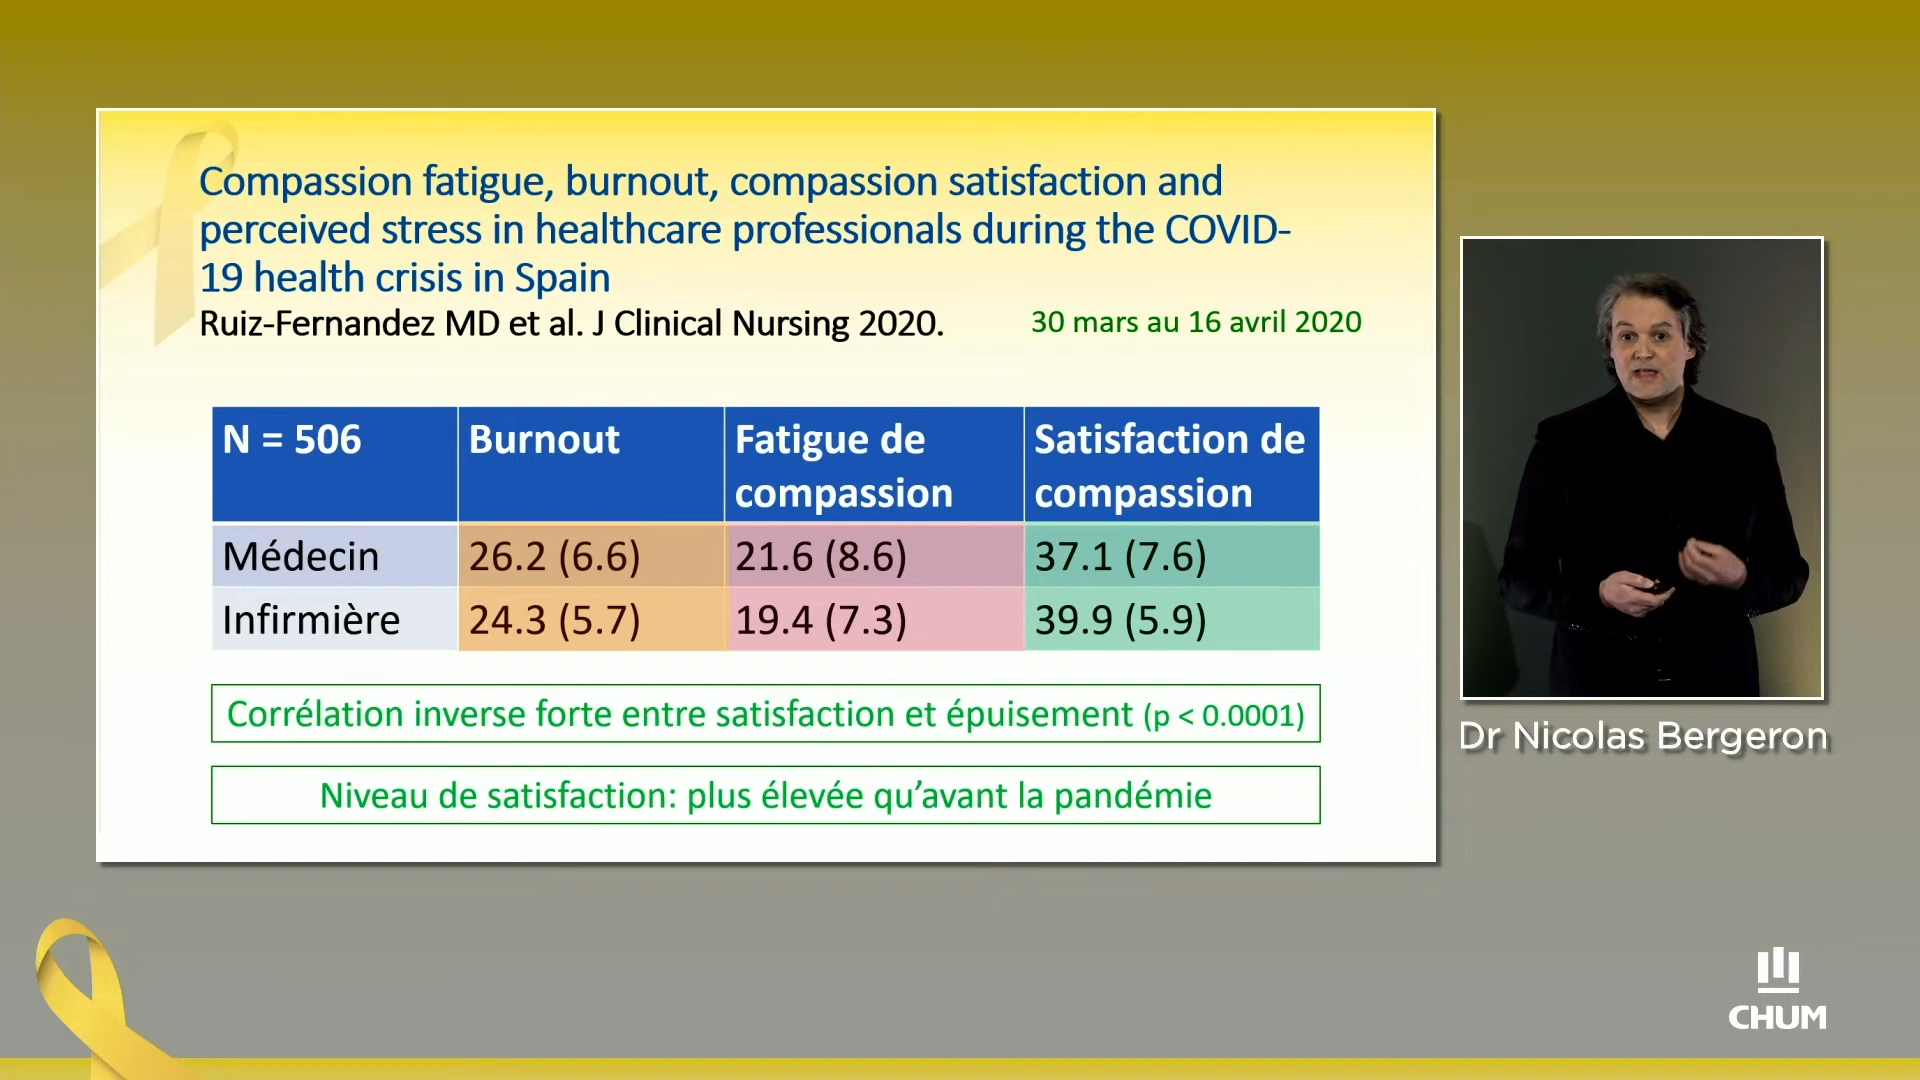 Compassion fatigue, burnout, compassion satisfaction and
perceived stress in healthcare professionals during the COVID-
19 health crisis in Spain
Ruiz-Fernandez MD et al. J Clinical Nursing 2020. 30 mars au 16 avril 2020
N = 506 Burnout Fatigue de compassion Satisfaction de compassion
Médecin 26.2 (6.6) 21.6 (8.6) 37.1 (7.6)
Infirmière 24.3 (5.7) 19.4 (7.3) 39.9 (5.9)
Corrélation inverse forte entre satisfaction et épuisement (p < 0.0001)
Niveau de satisfaction: plus élevée qu’avant la pandémie
Dr Nicolas Bergeron
CHUM